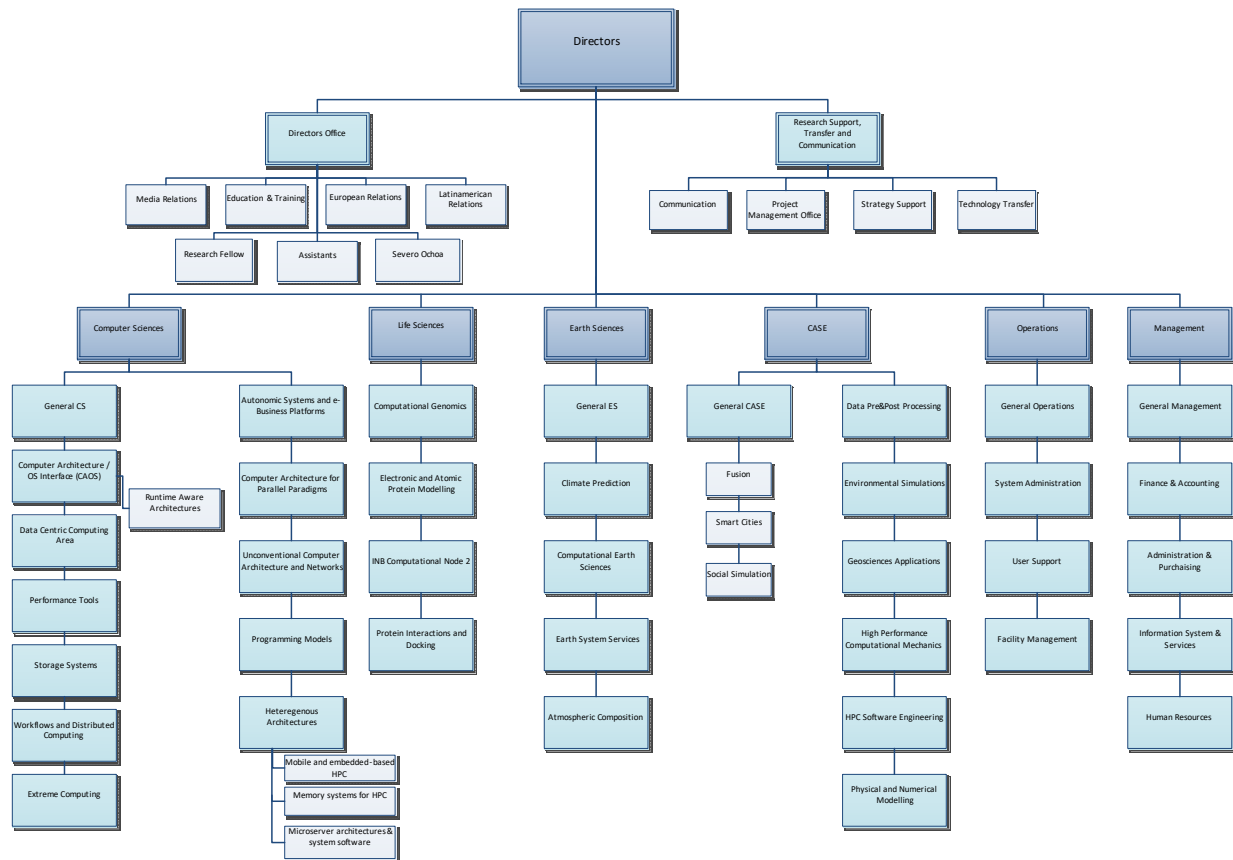 Directors
Directors Office
Research Support,
Transfer and
Communication
Media Relations
Education & Training
European Relations
Latinamerican
Relations
Communication
Project
Management Office
Strategy Support
Technology Transfer
Research Fellow
Assistants
Severo Ochoa
Computer Sciences
Life Sciences
Earth Sciences
CASE
Operations
Management
General CS
Computer Architecture /
OS Interface (CAOS)
Runtime Aware
Architectures
Data Centric Computing
Area
Performance Tools
Storage Systems
Workflows and Distributed
Computing
Extreme Computing
Autonomic Systems and e-
Business Platforms
Computer Architecture for
Parallel Paradigms
Unconventional Computer
Architecture and Networks
Programming Models
Heteregenous
Architectures
Mobile and embedded-based
HPC
Memory systems for HPC
Microserver architectures &
system software
Computational Genomics
Electronic and Atomic
Protein Modelling
INB Computational Node 2
Protein Interactions and
Docking
General ES
Climate Prediction
Computational Earth
Sciences
Earth System Services
Atmospheric Composition
General CASE
Fusion
Smart Cities
Social Simulation
Data Pre&Post Processing
Environmental Simulations
Geosciences Applications
High Performance
Computational Mechanics
HPC Software Engineering
Physical and Numerical
Modelling
General Operations
System Administration
User Support
Facility Management
General Management
Finance & Accounting
Administration &
Purchaising
Information System &
Services
Human Resources